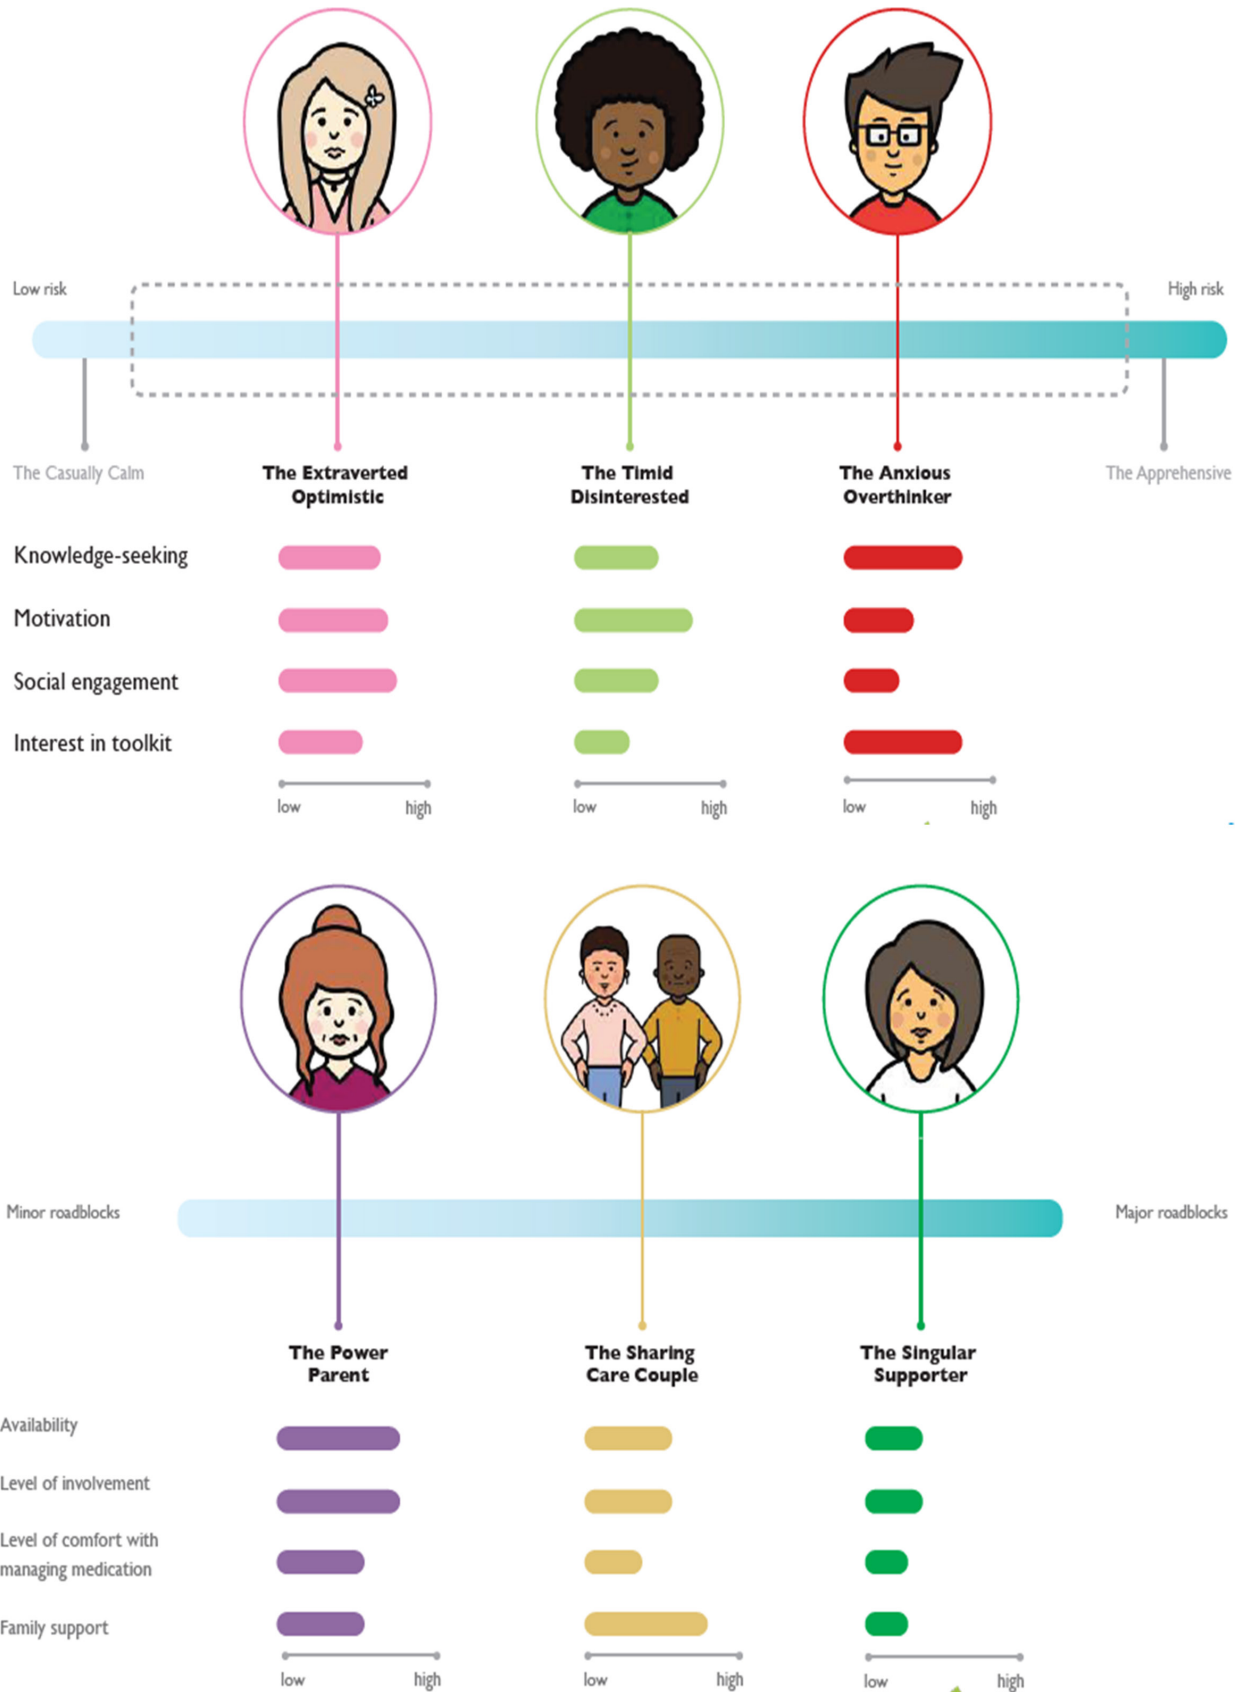 Low risk
High risk
The Casually Calm
The Extraverted
Optimistic
The Timid
Disinterested
The Anxious
Overthinker
The Apprehensive
Knowledge-seeking
Motivation
Social engagement
Interest in toolkit
low
high
low
high
low
high
Minor roadblocks
Major roadblocks
The Power
Parent
The Sharing
Care Couple
The Singular
Supporter
Availability
Level of involvement
Level of comfort with
managing medication
Family support
low
high
low
high
low
high